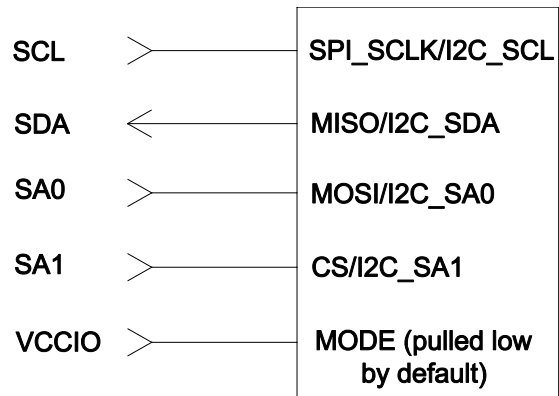 SCL SPI_SCLK/I2C_SCL
SDA MISO/I2C_SDA
SA0 MOSI/I2C_SA0
SA1 CS/I2C_SA1
VCCIO MODE (pulled low
by default)